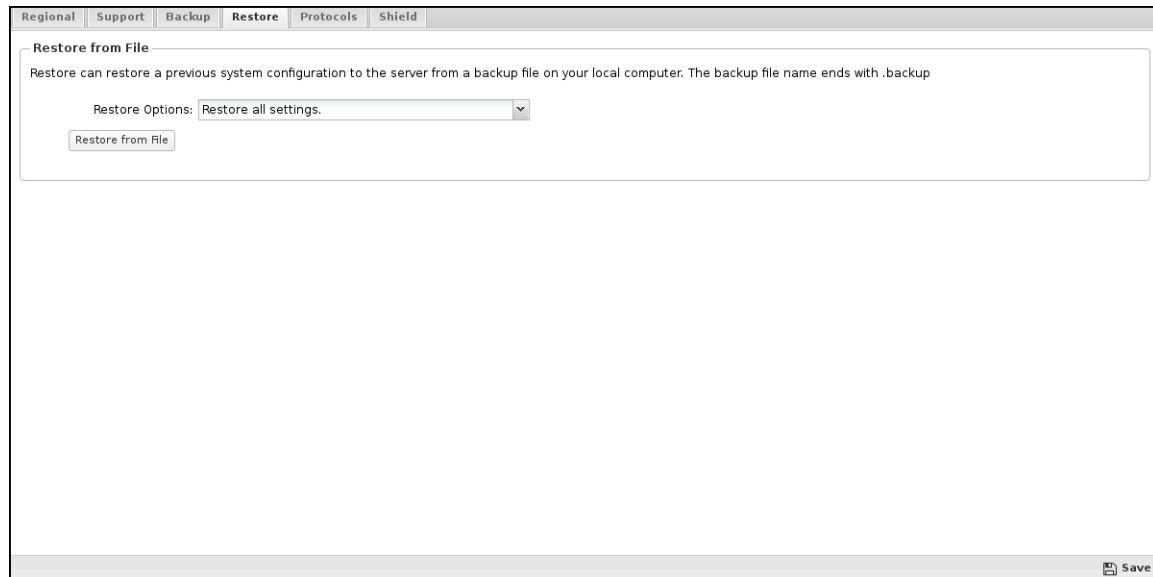 Regional Support Backup Restore Protocols Shield
Restore from File
Restore can restore a previous system configuration to the server from a backup file on your local computer. The backup file name ends with .backup
Restore Options: Restore all settings.
Restore from File
Save